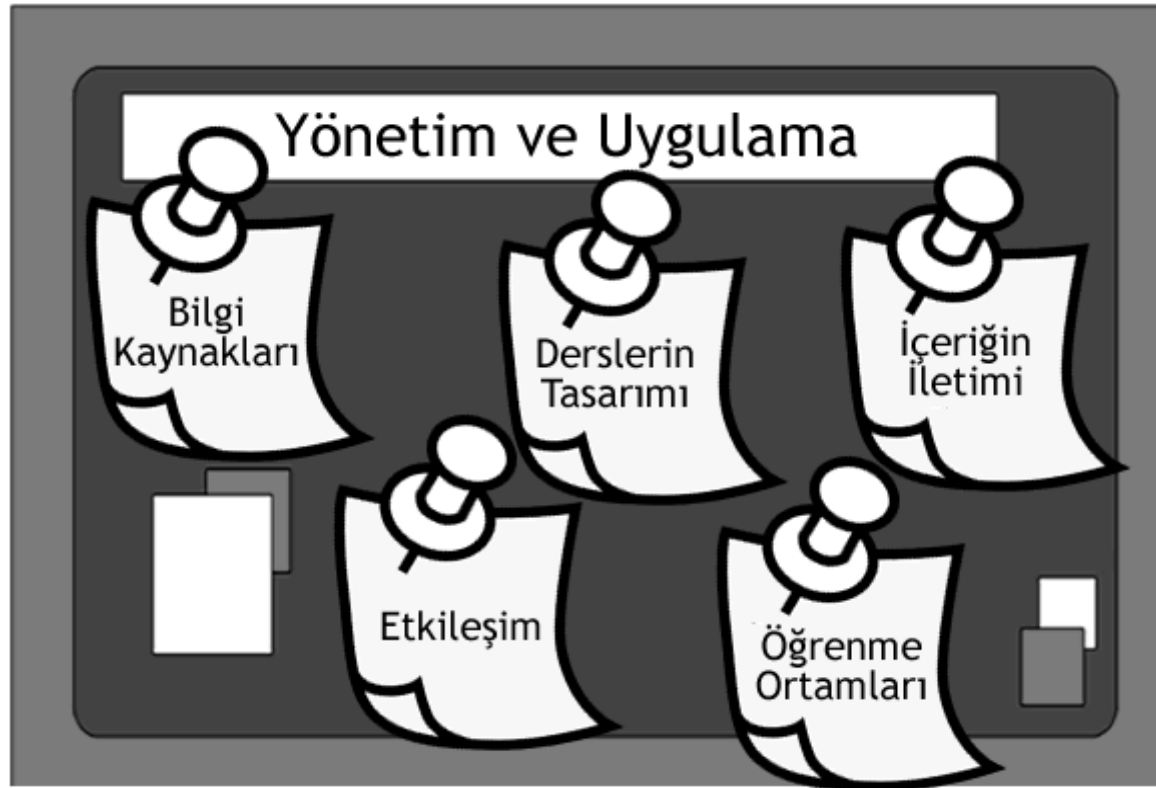 Yönetim ve Uygulama
Bilgi
Kaynakları
Derslerin
Tasarımı
İçeriğin
İletimi
Etkileşim
Öğrenme
Ortamları